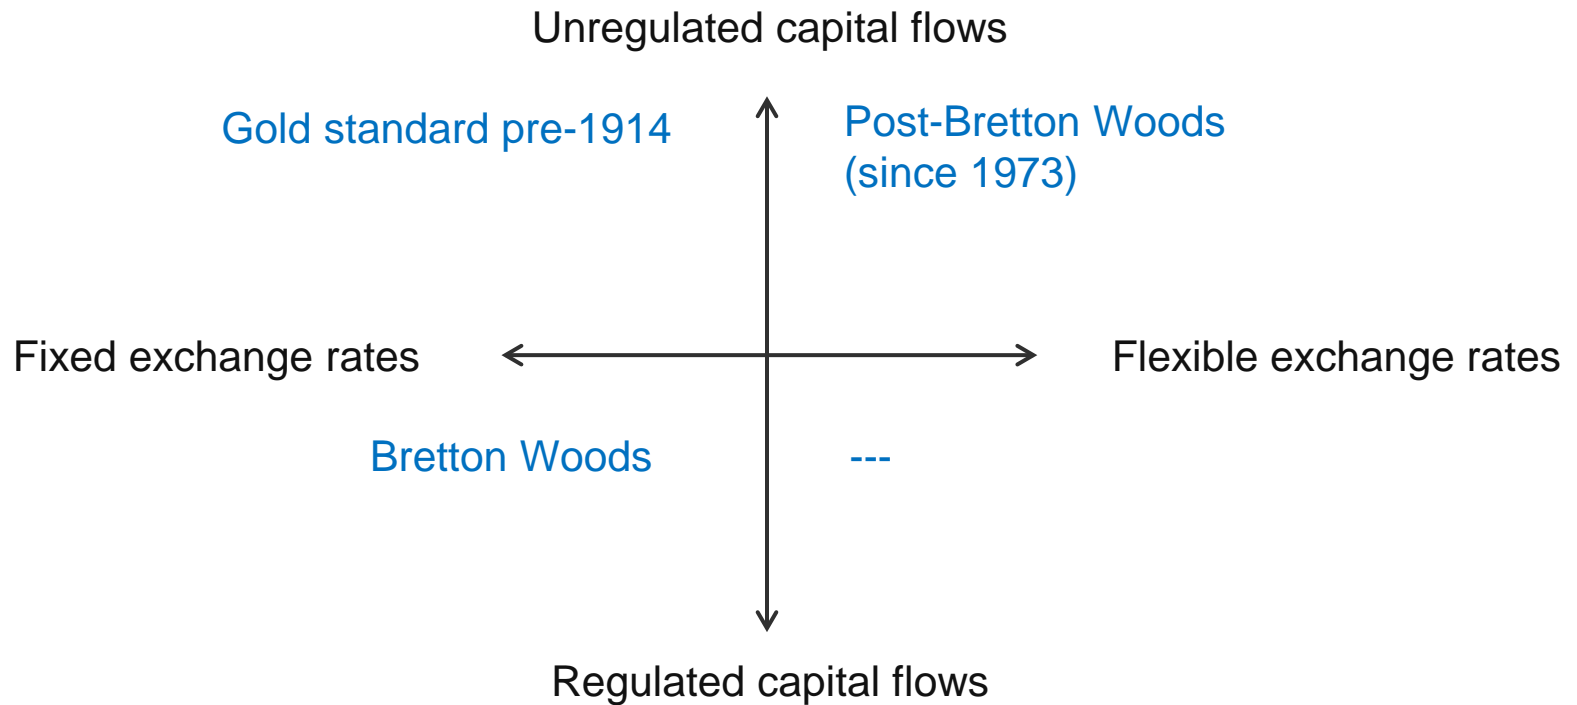 Unregulated capital flows
Gold standard pre-1914
Post-Bretton Woods
(since 1973)
Fixed exchange rates
Flexible exchange rates
Bretton Woods
---
Regulated capital flows